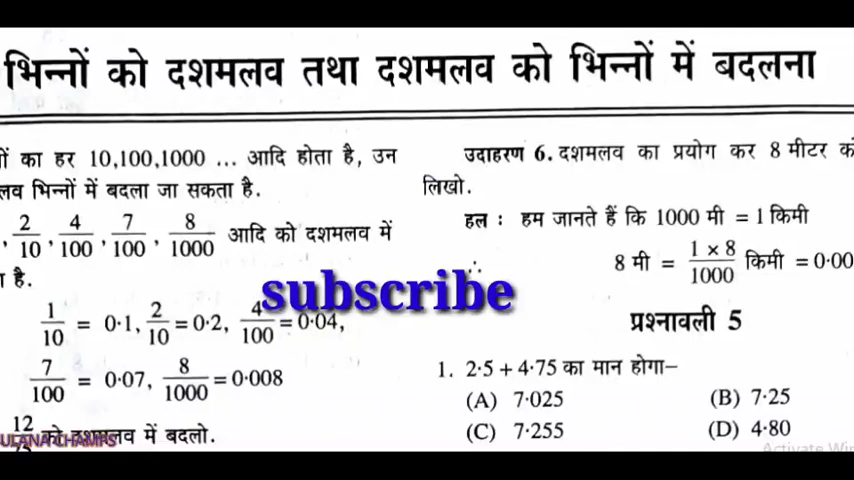 भिन्नों को दशमलव तथा दशमलव को भिन्नों में बदलना
का हर 10,100,1000 ... आदि होता है, उन
भिन्नों में बदला जा सकता है.
, 2/10, 4/100, 7/100, 8/1000 आदि को दशमलव में
है.
1/10 = 0·1, 2/10 = 0·2, 4/100 = 0·04,
7/100 = 0·07, 8/1000 = 0·008
12 को दशमलव में बदलो.
उदाहरण 6. दशमलव का प्रयोग कर 8 मीटर को
लिखो.
हल : हम जानते हैं कि 1000 मी = 1 किमी
∴ 8 मी = 1 × 8/1000 किमी = 0·00
प्रश्नावली 5
1. 2·5 + 4·75 का मान होगा–
(A) 7·025 (B) 7·25
(C) 7·255 (D) 4·80
subscribe
ULANA CHAMPS
Activate Win